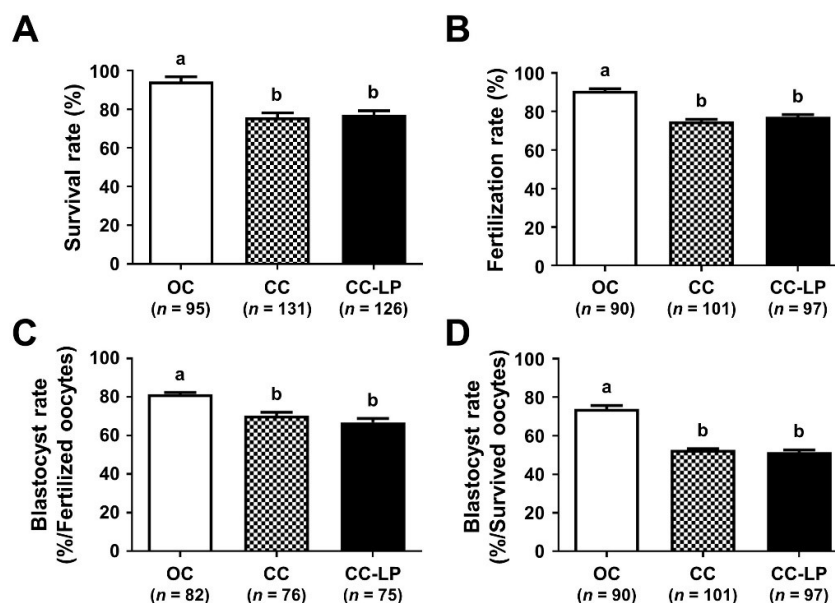 A
Survival rate (%)
100
80
60
40
20
0
a
b
b
OC
CC
CC-LP
(n = 95)
(n = 131)
(n = 126)
B
Fertilization rate (%)
100
80
60
40
20
0
a
b
b
OC
CC
CC-LP
(n = 90)
(n = 101)
(n = 97)
C
Blastocyst rate
(%/Fertilized oocytes)
100
80
60
40
20
0
a
b
b
OC
CC
CC-LP
(n = 82)
(n = 76)
(n = 75)
D
Blastocyst rate
(%/Survived oocytes)
100
80
60
40
20
0
a
b
b
OC
CC
CC-LP
(n = 90)
(n = 101)
(n = 97)